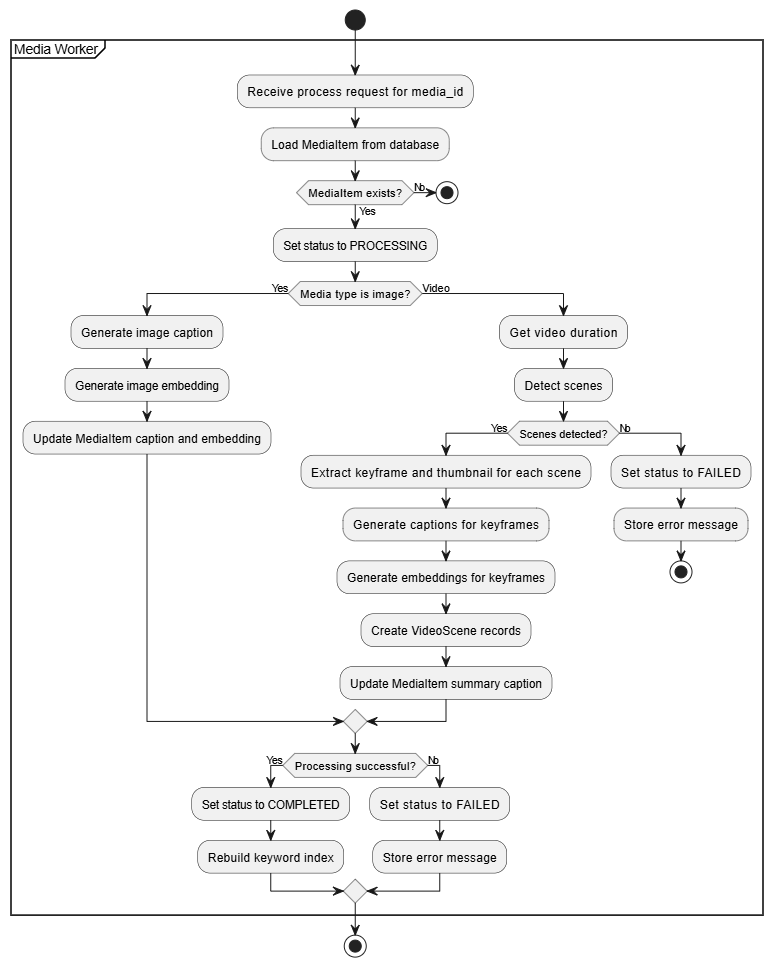 Media Worker
Receive process request for media_id
Load MediaItem from database
MediaItem exists?
No
Yes
Set status to PROCESSING
Yes
Media type is image?
Video
Generate image caption
Generate image embedding
Update MediaItem caption and embedding
Get video duration
Detect scenes
Yes
Scenes detected?
No
Extract keyframe and thumbnail for each scene
Generate captions for keyframes
Generate embeddings for keyframes
Create VideoScene records
Update MediaItem summary caption
Set status to FAILED
Store error message
Yes
Processing successful?
No
Set status to COMPLETED
Rebuild keyword index
Set status to FAILED
Store error message